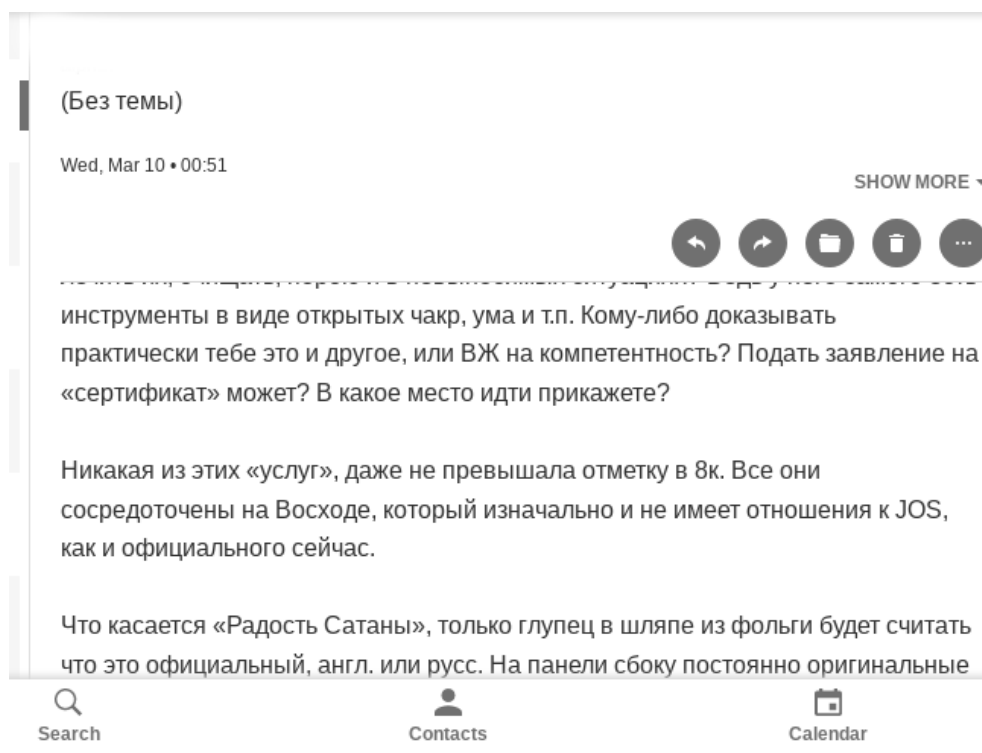 (Без темы)
Wed, Mar 10 • 00:51
SHOW MORE
инструменты в виде открытых чакр, ума и т.п. Кому-либо доказывать
практически тебе это и другое, или ВЖ на компетентность? Подать заявление на
«сертификат» может? В какое место идти прикажете?
Никакая из этих «услуг», даже не превышала отметку в 8к. Все они
сосредоточены на Восходе, который изначально и не имеет отношения к JOS,
как и официального сейчас.
Что касается «Радость Сатаны», только глупец в шляпе из фольги будет считать
что это официальный, англ. или русс. На панели сбоку постоянно оригинальные
Search
Contacts
Calendar